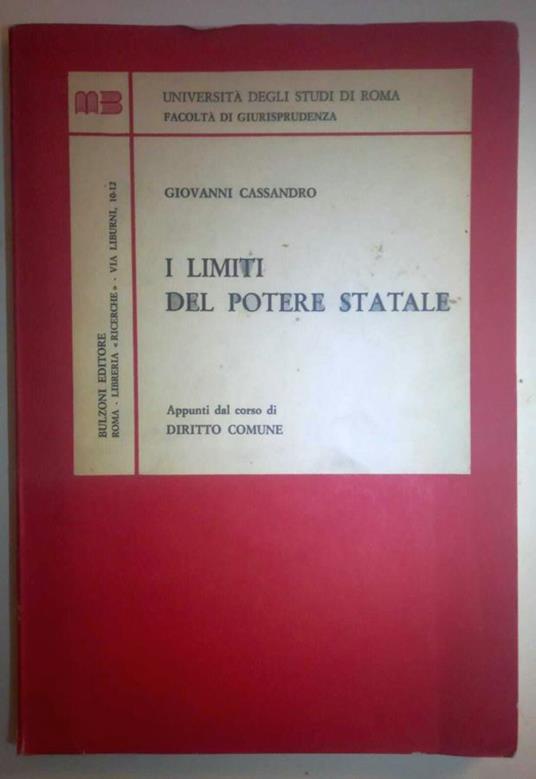 MB
UNIVERSITÀ DEGLI STUDI DI ROMA
FACOLTÀ DI GIURISPRUDENZA
GIOVANNI CASSANDRO
I LIMITI
DEL POTERE STATALE
Appunti dal corso di
DIRITTO COMUNE
BULZONI EDITORE
ROMA - LIBRERIA « RICERCHE » - VIA LIBURNI, 10-12